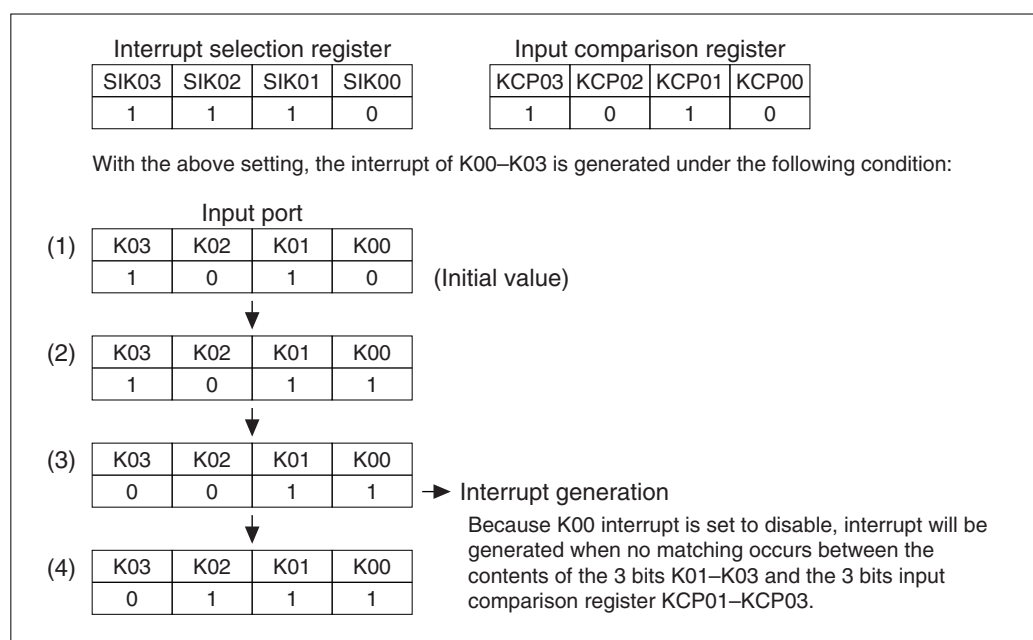 Interrupt selection register
SIK03 SIK02 SIK01 SIK00
1 1 1 0
Input comparison register
KCP03 KCP02 KCP01 KCP00
1 0 1 0
With the above setting, the interrupt of K00–K03 is generated under the following condition:
Input port
(1) K03 K02 K01 K00
1 0 1 0 (Initial value)
(2) K03 K02 K01 K00
1 0 1 1
(3) K03 K02 K01 K00
0 0 1 1 Interrupt generation
Because K00 interrupt is set to disable, interrupt will be
generated when no matching occurs between the
contents of the 3 bits K01–K03 and the 3 bits input
comparison register KCP01–KCP03.
(4) K03 K02 K01 K00
0 1 1 1